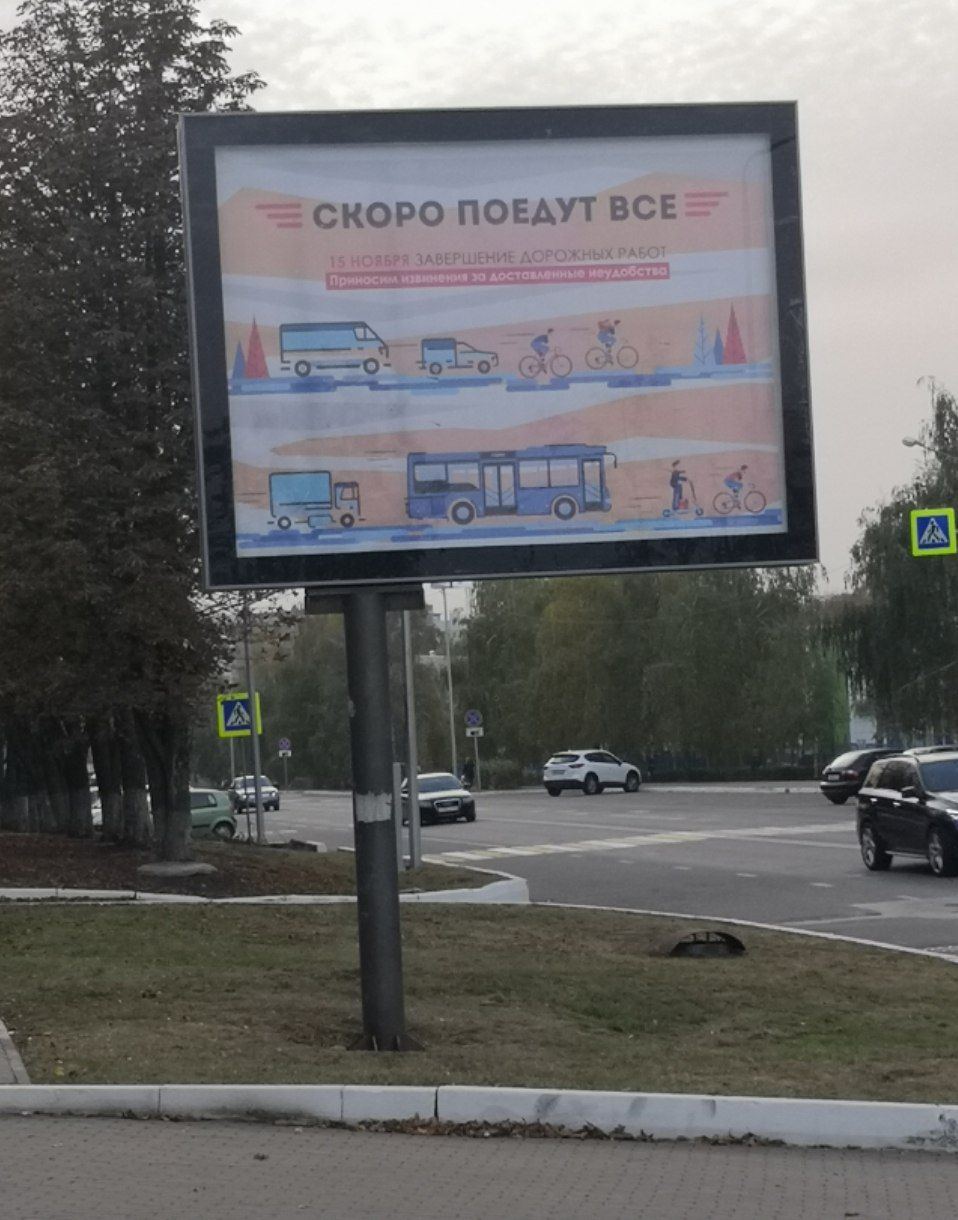 СКОРО ПОЕДУТ ВСЕ
15 НОЯБРЯ ЗАВЕРШЕНИЕ ДОРОЖНЫХ РАБОТ
Приносим извинения за доставленные неудобства